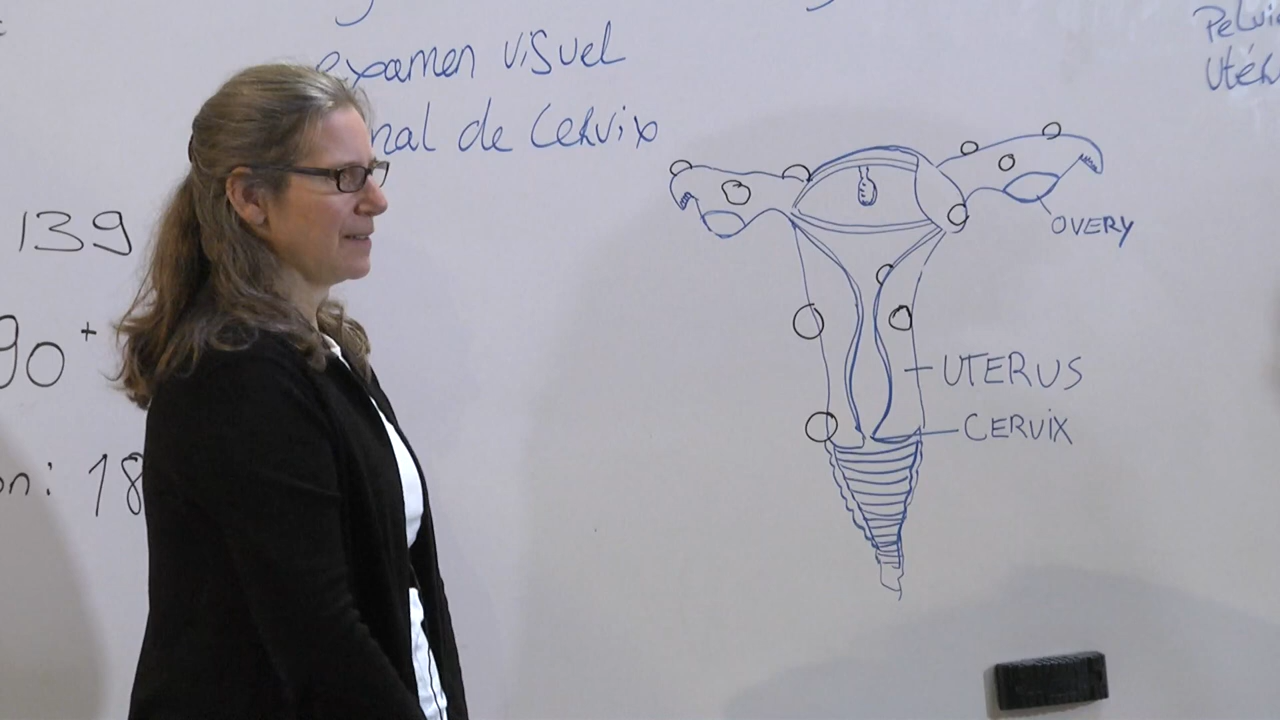 examen visuel
nal de cervix
Pelvi
Utér
139
90+
on: 18
OVERY
UTERUS
CERVIX